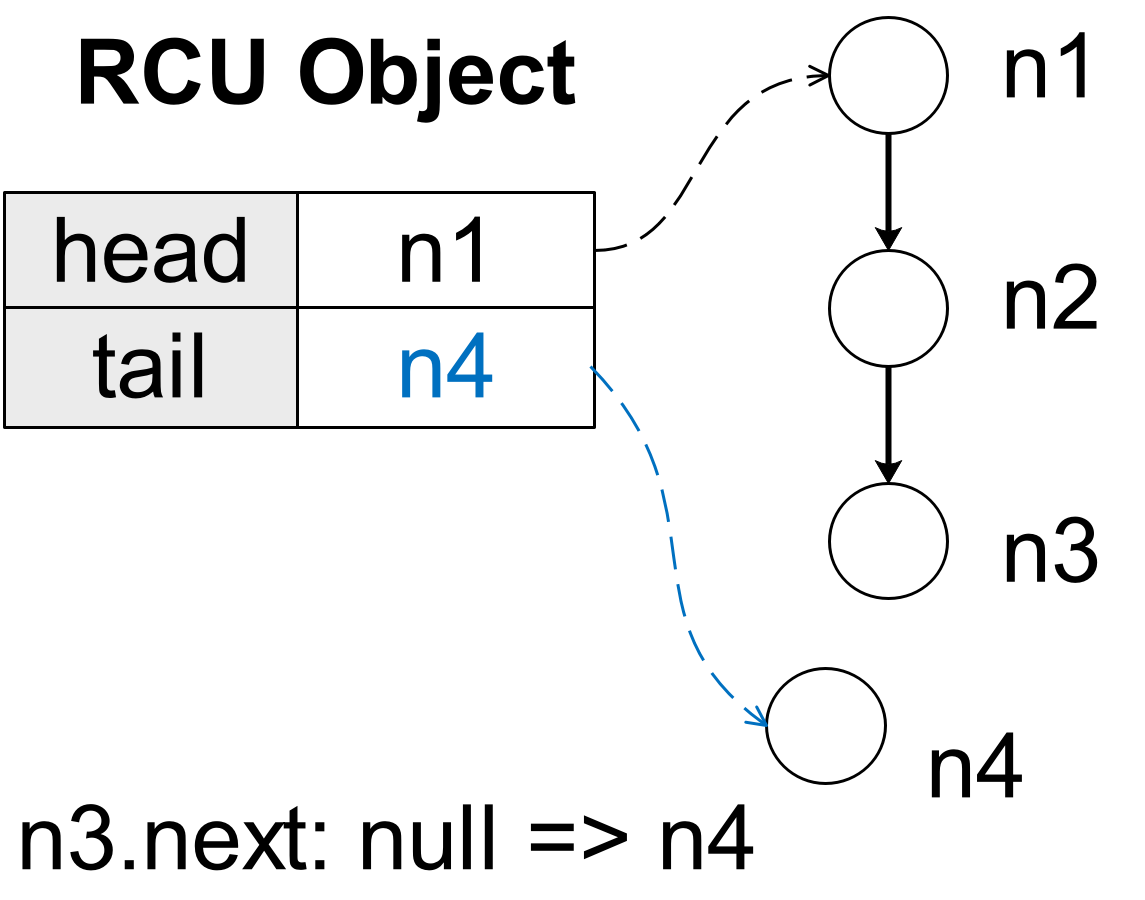 RCU Object
head n1
tail n4
n1
n2
n3
n4
n3.next: null => n4